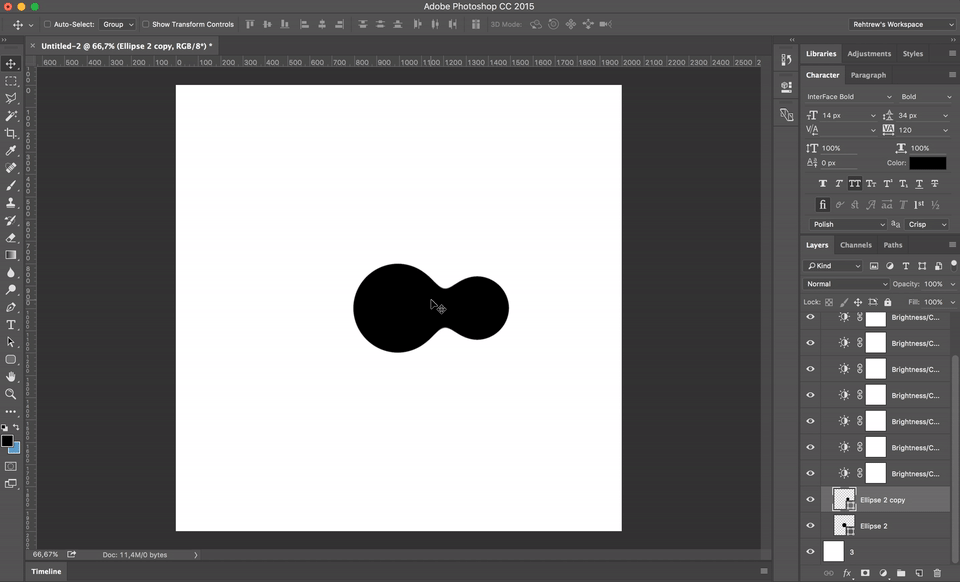 Adobe Photoshop CC 2015
Auto-Select: Group Show Transform Controls 3D Mode: Rehtrew's Workspace
× Untitled-2 @ 66,7% (Ellipse 2 copy, RGB/8*) *
600 500 400 300 200 100 0 100 200 300 400 500 600 700 800 900 1000 1100 1200 1300 1400 1500 1600 1700 1800 1900 2000 2100 2200 2300 2400 2500
Libraries Adjustments Styles
Character Paragraph
InterFace Bold Bold
14 px 34 px
V/A VA 120
100% 100%
0 px Color:
T T TT Tr T¹ T₁ T T
fi st A ad T 1st ½
Polish aa Crisp
Layers Channels Paths
Kind
Normal Opacity: 100%
Lock: Fill: 100%
Brightness/C...
Brightness/C...
Brightness/C...
Brightness/C...
Brightness/C...
Brightness/C...
Brightness/C...
Ellipse 2 copy
Ellipse 2
3
fx
66,67% Doc: 11,4M/0 bytes
Timeline